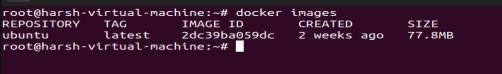 root@harsh-virtual-machine:~# docker images
REPOSITORY   TAG       IMAGE ID       CREATED       SIZE
ubuntu       latest    2dc39ba059dc   2 weeks ago   77.8MB
root@harsh-virtual-machine:~#